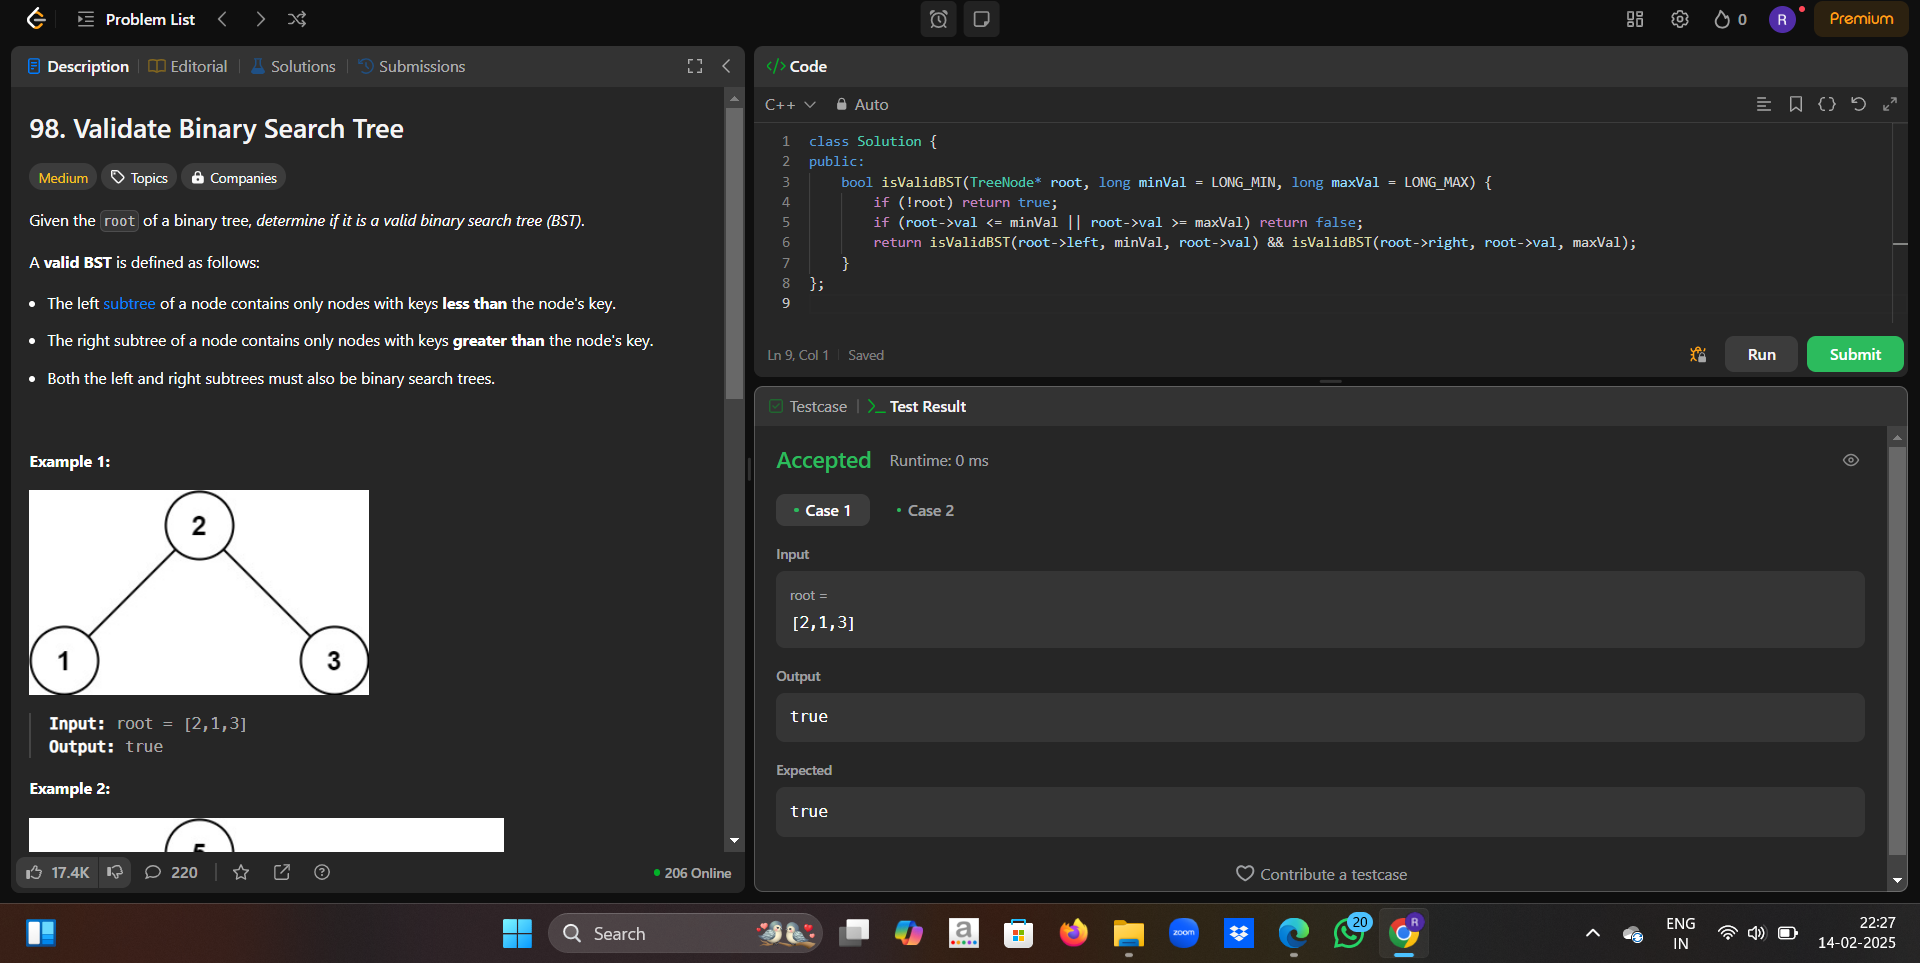 Problem List
0
R
Premium
Description
Editorial
Solutions
Submissions
98. Validate Binary Search Tree
Medium
Topics
Companies
Given the root of a binary tree, determine if it is a valid binary search tree (BST).
A valid BST is defined as follows:
• The left subtree of a node contains only nodes with keys less than the node's key.
• The right subtree of a node contains only nodes with keys greater than the node's key.
• Both the left and right subtrees must also be binary search trees.
Example 1:
2
1
3
Input: root = [2,1,3]
Output: true
Example 2:
5
17.4K
220
206 Online
</> Code
C++
Auto
1 class Solution {
2 public:
3 bool isValidBST(TreeNode* root, long minVal = LONG_MIN, long maxVal = LONG_MAX) {
4 if (!root) return true;
5 if (root->val <= minVal || root->val >= maxVal) return false;
6 return isValidBST(root->left, minVal, root->val) && isValidBST(root->right, root->val, maxVal);
7 }
8 };
9
Ln 9, Col 1
Saved
Run
Submit
Testcase
Test Result
Accepted
Runtime: 0 ms
Case 1
Case 2
Input
root =
[2,1,3]
Output
true
Expected
true
Contribute a testcase
Search
a
zoom
20
R
ENG
IN
22:27
14-02-2025